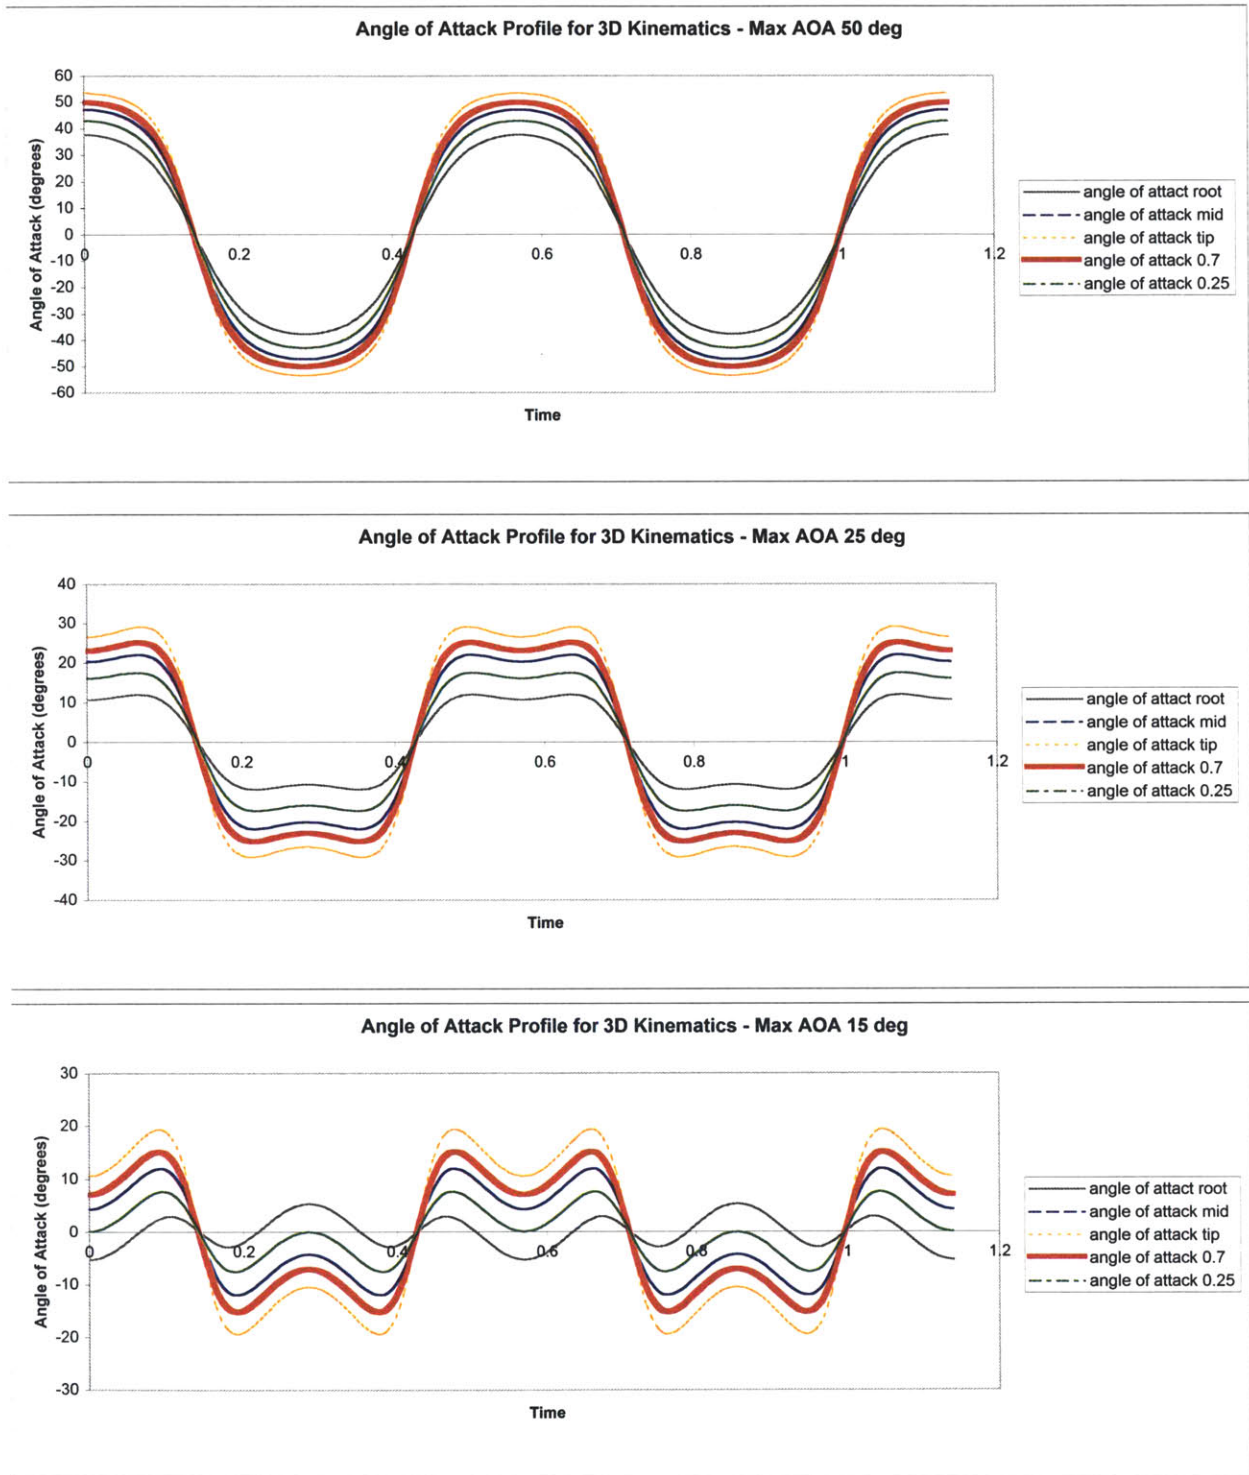 Angle of Attack Profile for 3D Kinematics - Max AOA 50 deg
60
50
40
30
20
10
0
-10
-20
-30
-40
-50
-60
Angle of Attack (degrees)
0 0.2 0.4 0.6 0.8 1 1.2
Time
angle of attact root
angle of attack mid
angle of attack tip
angle of attack 0.7
angle of attack 0.25
Angle of Attack Profile for 3D Kinematics - Max AOA 25 deg
40
30
20
10
0
-10
-20
-30
-40
Angle of Attack (degrees)
0 0.2 0.4 0.6 0.8 1 1.2
Time
angle of attact root
angle of attack mid
angle of attack tip
angle of attack 0.7
angle of attack 0.25
Angle of Attack Profile for 3D Kinematics - Max AOA 15 deg
30
20
10
0
-10
-20
-30
Angle of Attack (degrees)
0 0.2 0.4 0.6 0.8 1 1.2
Time
angle of attact root
angle of attack mid
angle of attack tip
angle of attack 0.7
angle of attack 0.25